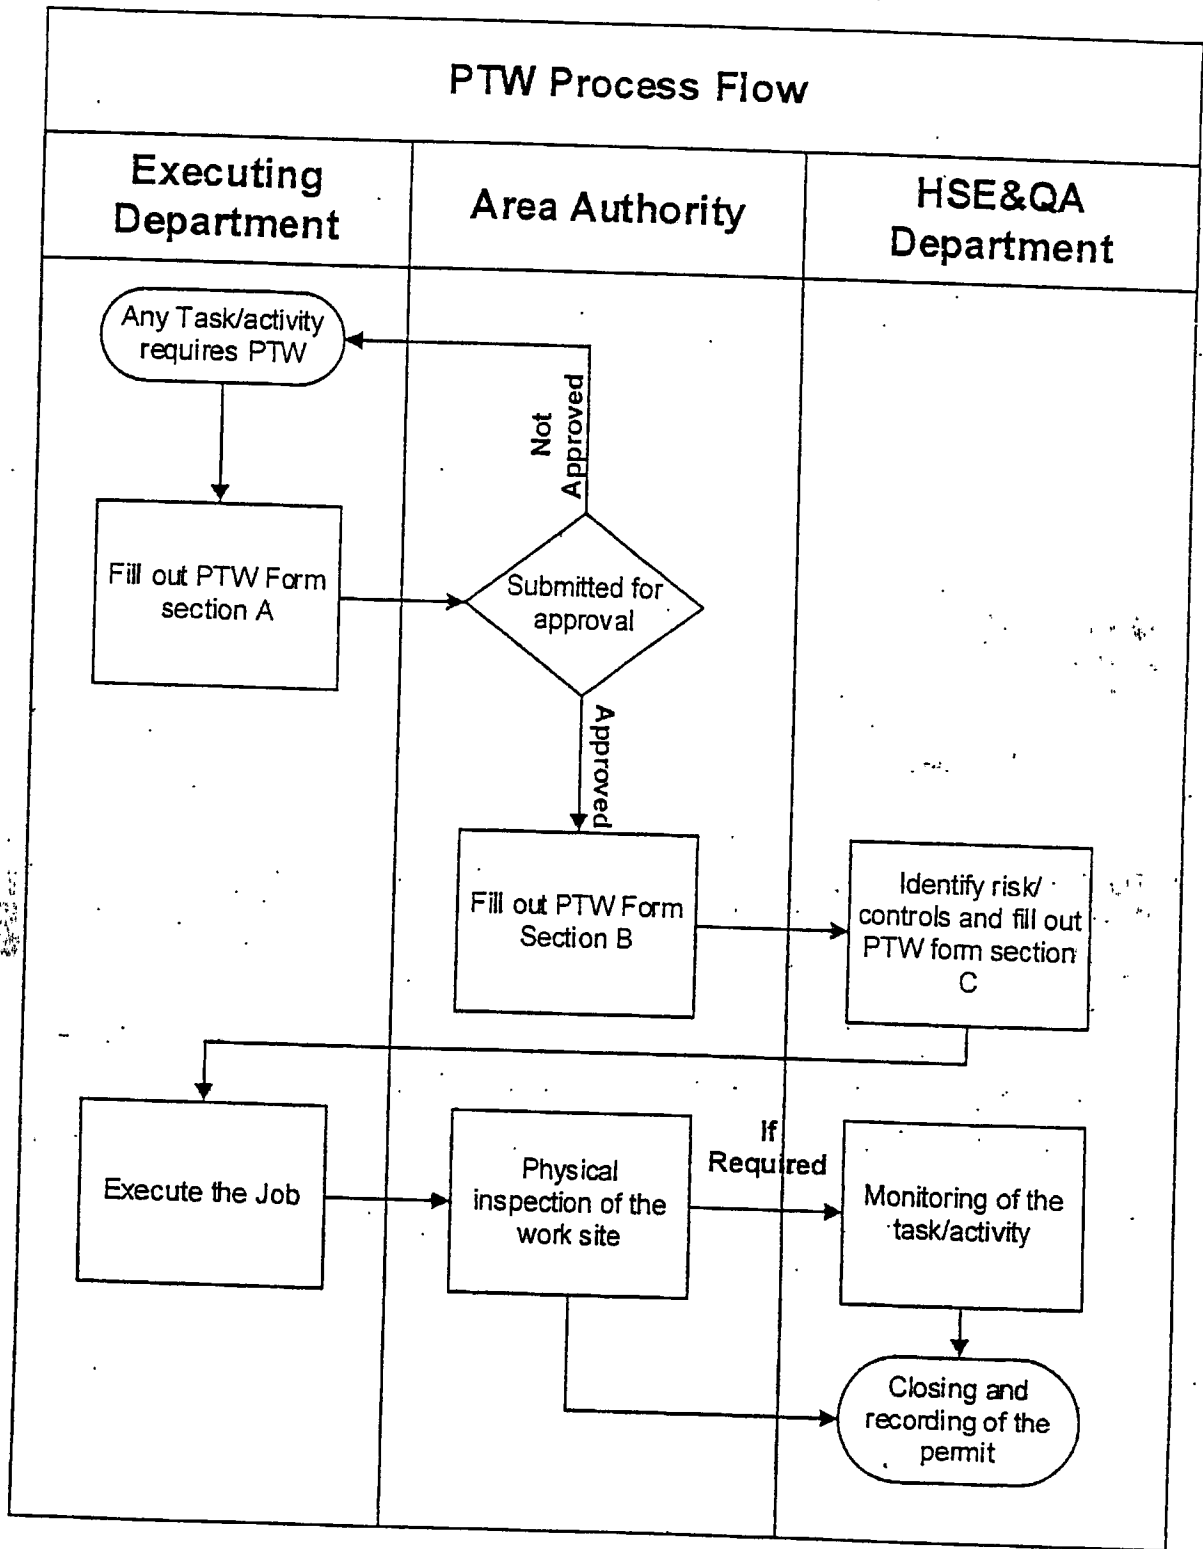 PTW Process Flow
Executing
Department
Area Authority
HSE&QA
Department
Any Task/activity
requires PTW
Not
Approved
Fill out PTW Form
section A
Submitted for
approval
Approved
Fill out PTW Form
Section B
Identify risk/
controls and fill out
PTW form section
C
Execute the Job
Physical
inspection of the
work site
If
Required
Monitoring of the
task/activity
Closing and
recording of the
permit